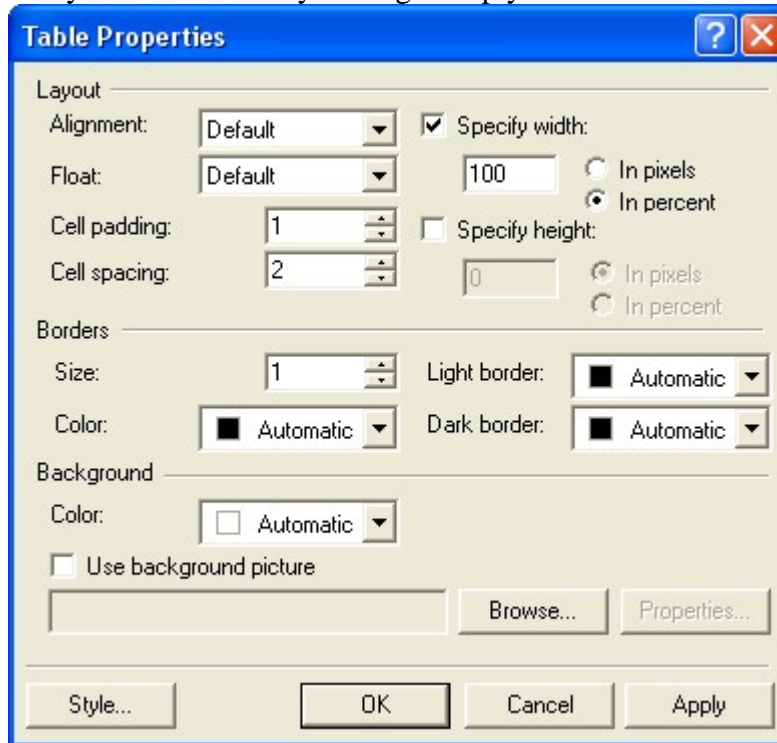 Table Properties
Layout
Alignment: Default
Specify width:
Float: Default
100
In pixels
In percent
Cell padding: 1
Specify height:
Cell spacing: 2
0
In pixels
In percent
Borders
Size: 1
Light border: Automatic
Color: Automatic
Dark border: Automatic
Background
Color: Automatic
Use background picture
Browse... Properties...
Style... OK Cancel Apply